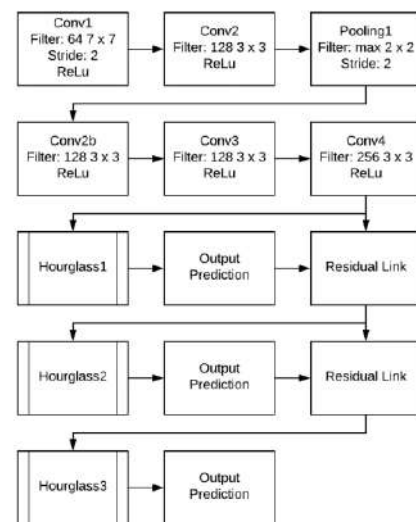 Conv1
Filter: 64 7 x 7
Stride: 2
ReLu
Conv2
Filter: 128 3 x 3
ReLu
Pooling1
Filter: max 2 x 2
Stride: 2
Conv2b
Filter: 128 3 x 3
ReLu
Conv3
Filter: 128 3 x 3
ReLu
Conv4
Filter: 256 3 x 3
ReLu
Hourglass1
Output
Prediction
Residual Link
Hourglass2
Output
Prediction
Residual Link
Hourglass3
Output
Prediction